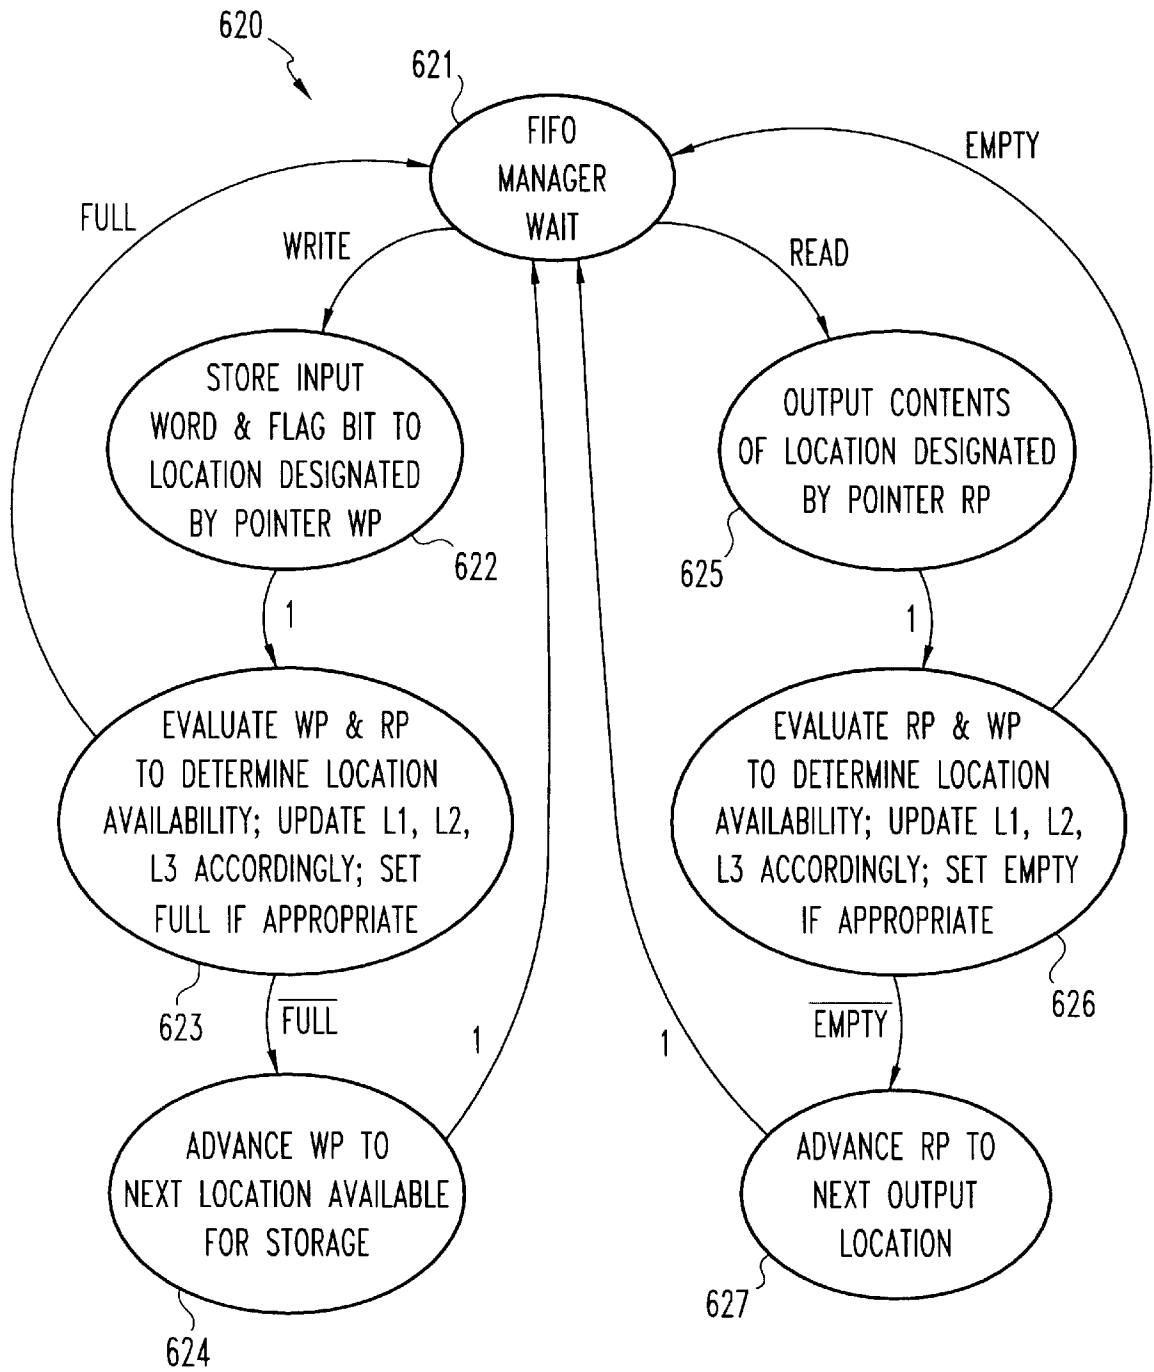 620
621
FIFO
MANAGER
WAIT
EMPTY
FULL
WRITE
READ
STORE INPUT
WORD & FLAG BIT TO
LOCATION DESIGNATED
BY POINTER WP
622
OUTPUT CONTENTS
OF LOCATION DESIGNATED
BY POINTER RP
625
1
1
EVALUATE WP & RP
TO DETERMINE LOCATION
AVAILABILITY; UPDATE L1, L2,
L3 ACCORDINGLY; SET
FULL IF APPROPRIATE
623
EVALUATE RP & WP
TO DETERMINE LOCATION
AVAILABILITY; UPDATE L1, L2,
L3 ACCORDINGLY; SET EMPTY
IF APPROPRIATE
626
F̅U̅L̅L̅
1
1
E̅M̅P̅T̅Y̅
ADVANCE WP TO
NEXT LOCATION AVAILABLE
FOR STORAGE
624
ADVANCE RP TO
NEXT OUTPUT
LOCATION
627